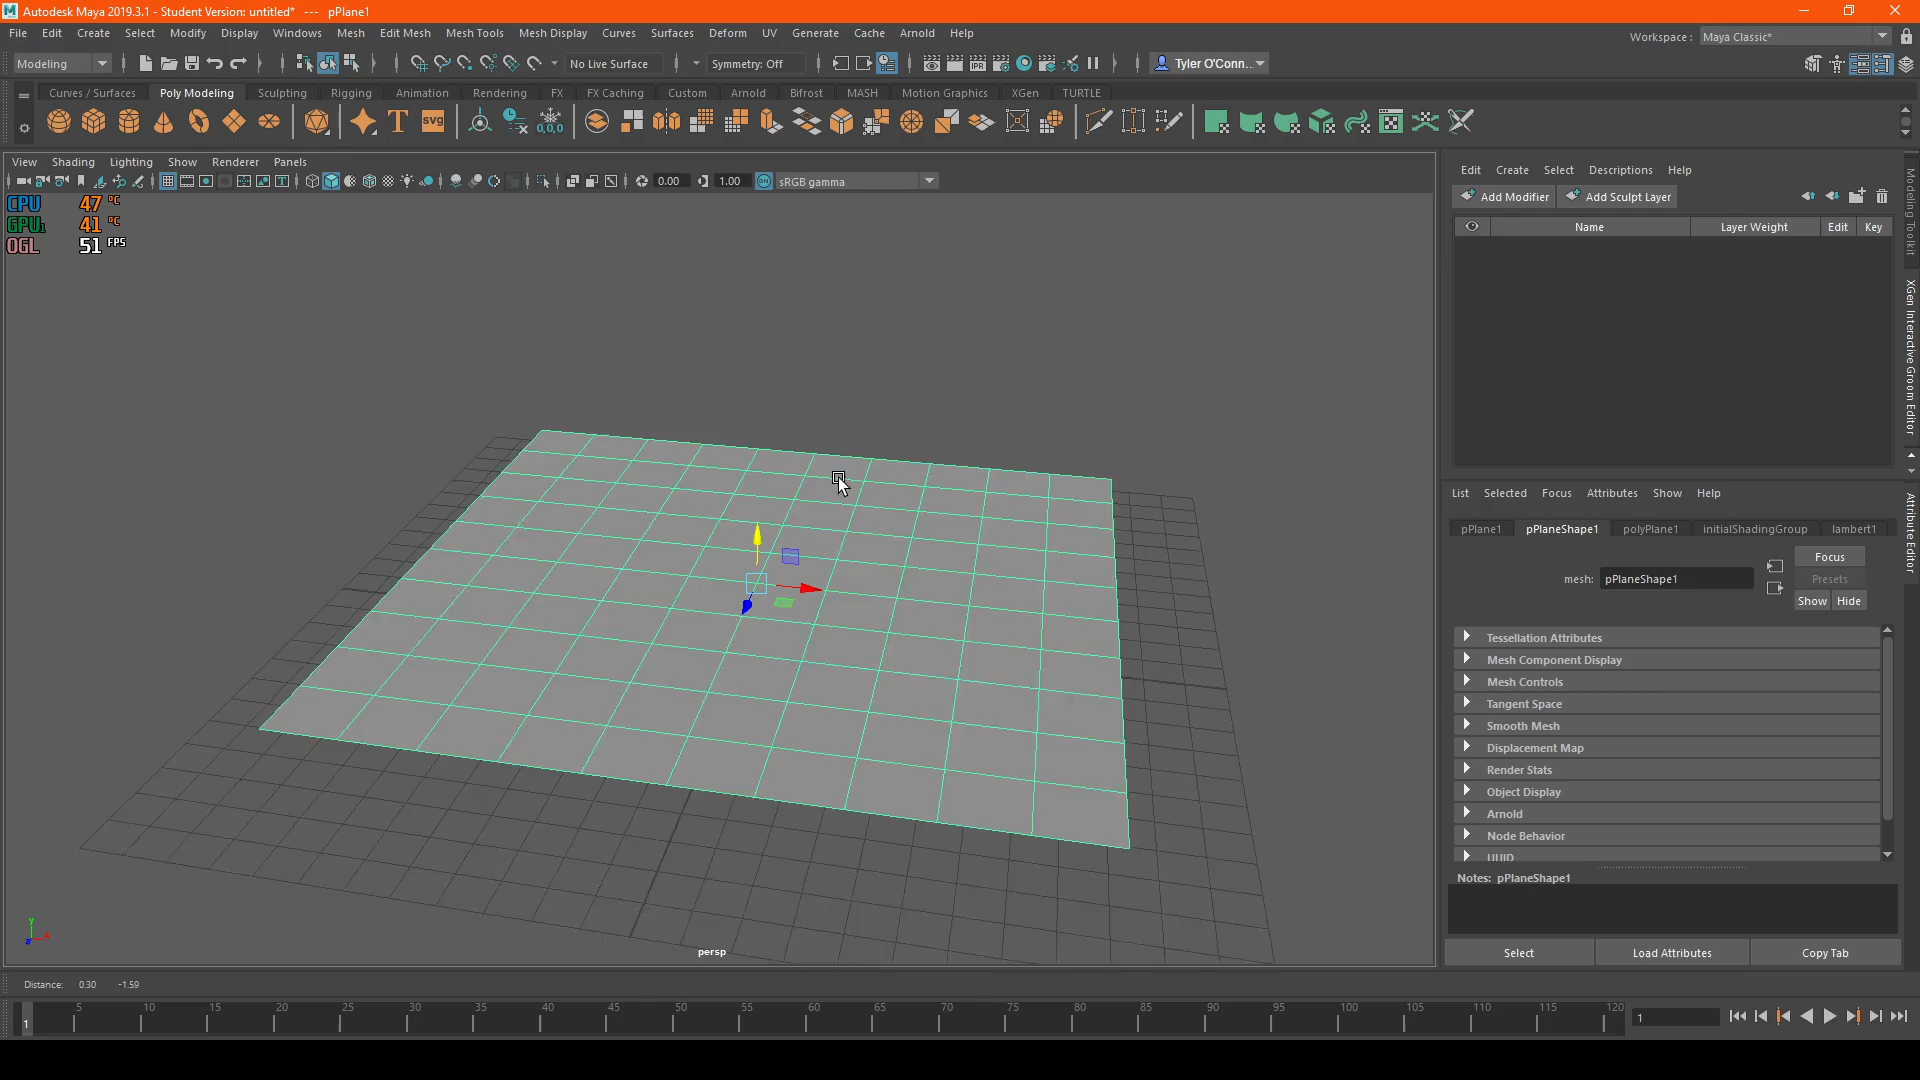 Autodesk Maya 2019.3.1 - Student Version: untitled* --- pPlane1
File Edit Create Select Modify Display Windows Mesh Edit Mesh Mesh Tools Mesh Display Curves Surfaces Deform UV Generate Cache Arnold Help
Workspace : Maya Classic*
Modeling No Live Surface Symmetry: Off Tyler O'Conn...
Curves / Surfaces Poly Modeling Sculpting Rigging Animation Rendering FX FX Caching Custom Arnold Bifrost MASH Motion Graphics XGen TURTLE
T svg 0,0,0
View Shading Lighting Show Renderer Panels
0.00 1.00 ON sRGB gamma
CPU 47 °C
GPU1 41 °C
OGL 51 FPS
Edit Create Select Descriptions Help
Add Modifier Add Sculpt Layer
Name Layer Weight Edit Key
Modeling Toolkit
XGen Interactive Groom Editor
Attribute Editor
List Selected Focus Attributes Show Help
pPlane1 pPlaneShape1 polyPlane1 initialShadingGroup lambert1
mesh: pPlaneShape1
Focus
Presets
Show Hide
Tessellation Attributes
Mesh Component Display
Mesh Controls
Tangent Space
Smooth Mesh
Displacement Map
Render Stats
Object Display
Arnold
Node Behavior
UUID
Notes: pPlaneShape1
Select Load Attributes Copy Tab
y
x
z
persp
Distance: 0.30 -1.59
1 5 10 15 20 25 30 35 40 45 50 55 60 65 70 75 80 85 90 95 100 105 110 115 120
1